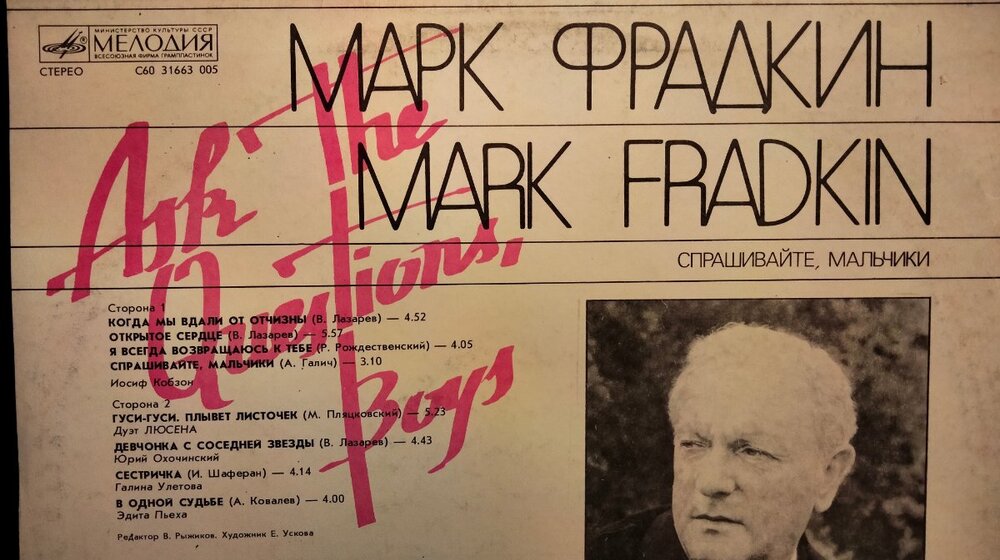 МИНИСТЕРСТВО КУЛЬТУРЫ СССР
МЕЛОДИЯ
ВСЕСОЮЗНАЯ ФИРМА ГРАМПЛАСТИНОК
СТЕРЕО С60 31663 005
МАРК ФРАДКИН
MARK FRADKIN
Ask The
Questions,
Boys
СПРАШИВАЙТЕ, МАЛЬЧИКИ
Сторона 1
КОГДА МЫ ВДАЛИ ОТ ОТЧИЗНЫ (В. Лазарев) — 4.52
ОТКРЫТОЕ СЕРДЦЕ (В. Лазарев) — 5.57
Я ВСЕГДА ВОЗВРАЩАЮСЬ К ТЕБЕ (Р. Рождественский) — 4.05
СПРАШИВАЙТЕ, МАЛЬЧИКИ (А. Галич) — 3.10
Иосиф Кобзон
Сторона 2
ГУСИ-ГУСИ. ПЛЫВЕТ ЛИСТОЧЕК (М. Пляцковский) — 5.23
Дуэт ЛЮСЕНА
ДЕВЧОНКА С СОСЕДНЕЙ ЗВЕЗДЫ (В. Лазарев) — 4.43
Юрий Охочинский
СЕСТРИЧКА (И. Шаферан) — 4.14
Галина Улетова
В ОДНОЙ СУДЬБЕ (А. Ковалев) — 4.00
Эдита Пьеха
Редактор В. Рыжиков. Художник Е. Ускова